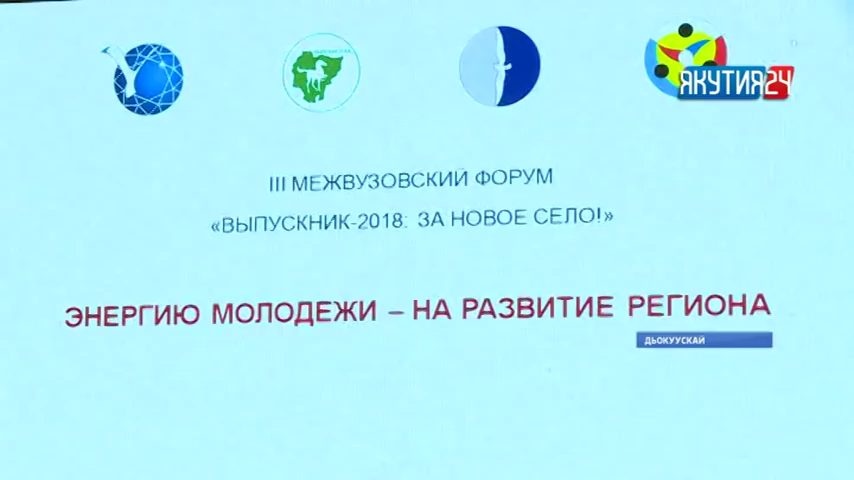 ЯКУТИЯ24
III МЕЖВУЗОВСКИЙ ФОРУМ
«ВЫПУСКНИК-2018: ЗА НОВОЕ СЕЛО!»
ЭНЕРГИЮ МОЛОДЕЖИ – НА РАЗВИТИЕ РЕГИОНА
ДЬОКУУСКАЙ